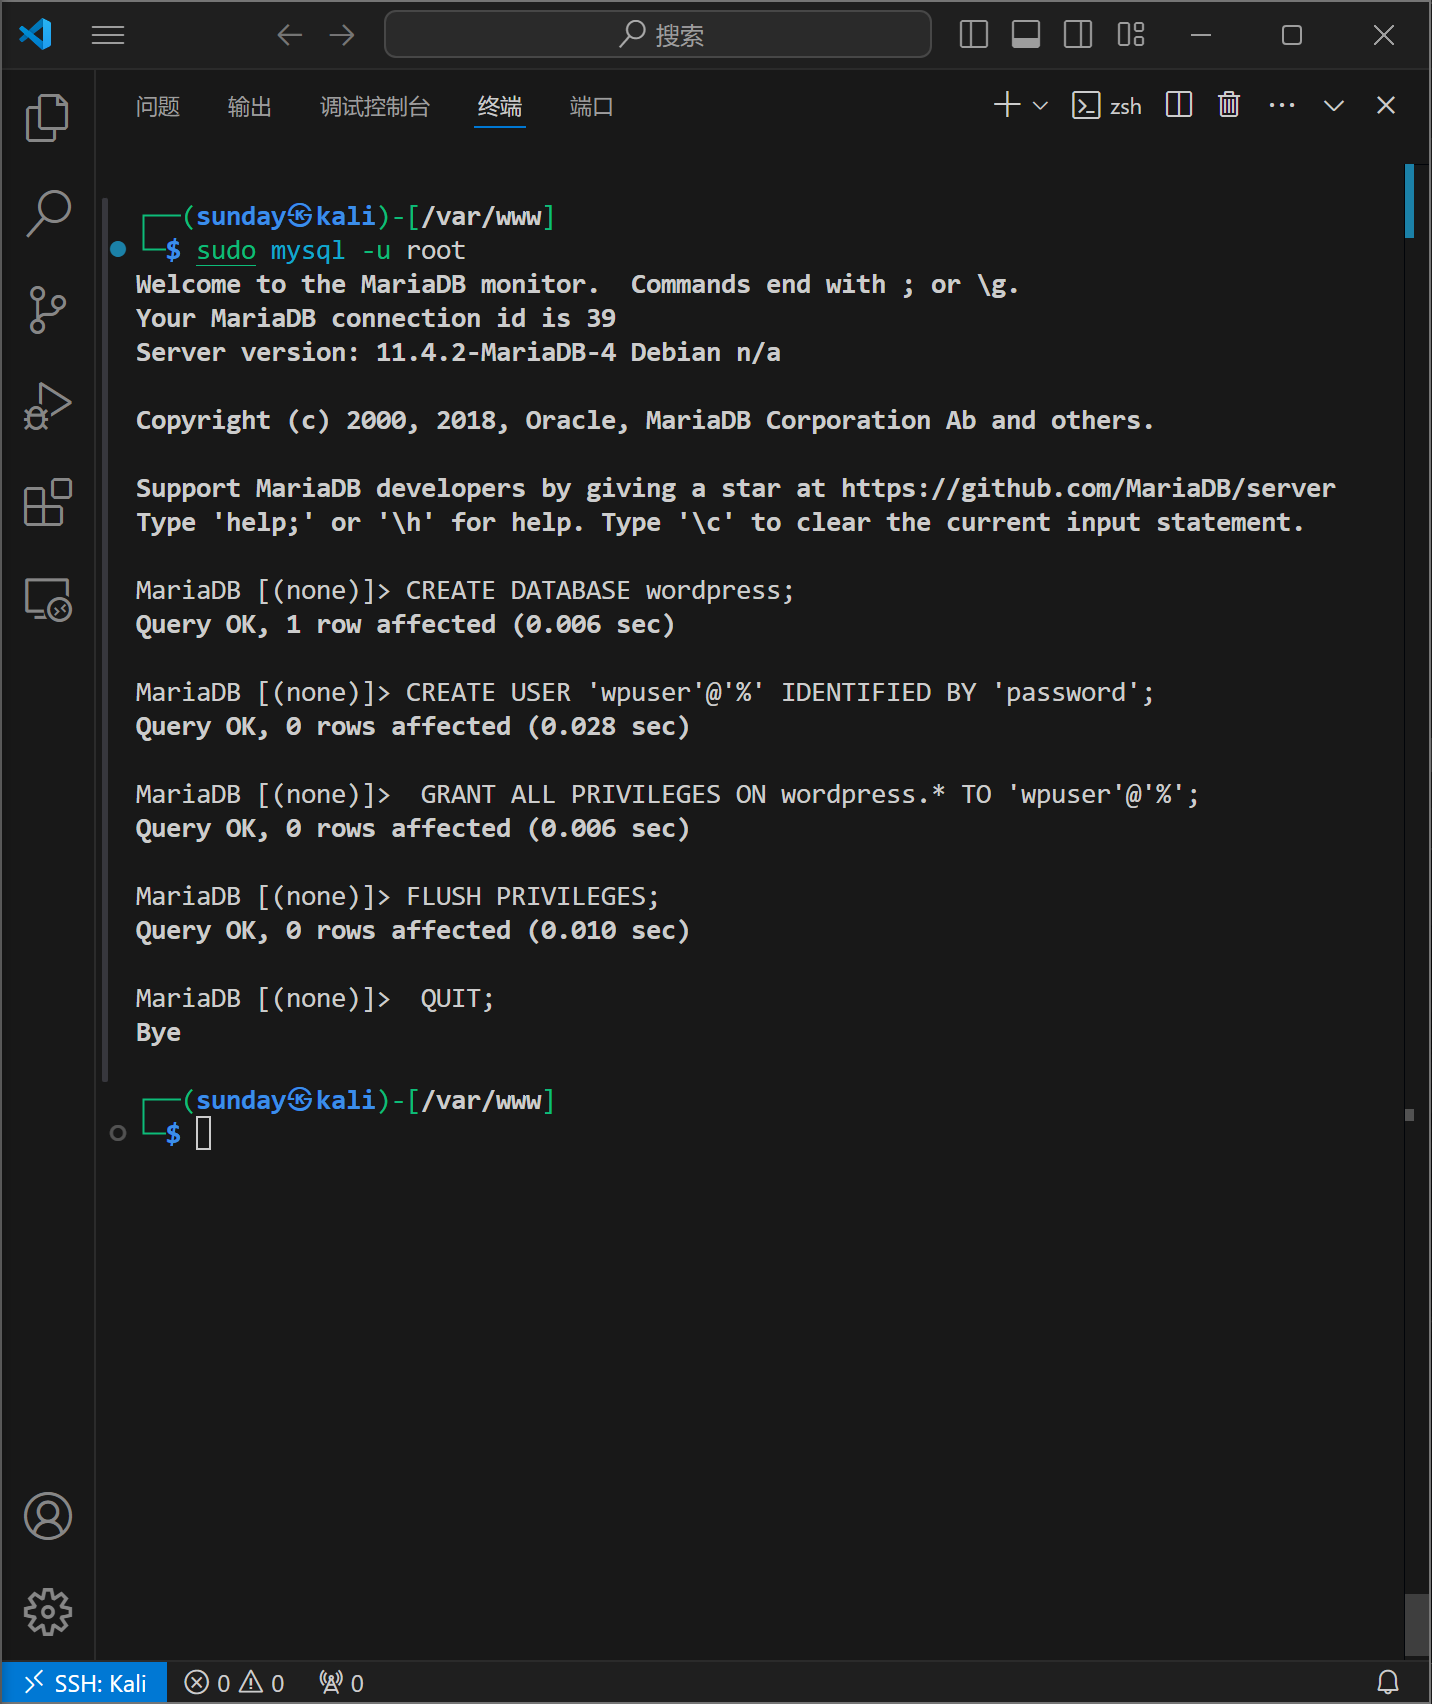 搜索
问题 输出 调试控制台 终端 端口 zsh
┌──(sunday㉿kali)-[/var/www]
└─$ sudo mysql -u root
Welcome to the MariaDB monitor.  Commands end with ; or \g.
Your MariaDB connection id is 39
Server version: 11.4.2-MariaDB-4 Debian n/a
Copyright (c) 2000, 2018, Oracle, MariaDB Corporation Ab and others.
Support MariaDB developers by giving a star at https://github.com/MariaDB/server
Type 'help;' or '\h' for help. Type '\c' to clear the current input statement.
MariaDB [(none)]> CREATE DATABASE wordpress;
Query OK, 1 row affected (0.006 sec)
MariaDB [(none)]> CREATE USER 'wpuser'@'%' IDENTIFIED BY 'password';
Query OK, 0 rows affected (0.028 sec)
MariaDB [(none)]>  GRANT ALL PRIVILEGES ON wordpress.* TO 'wpuser'@'%';
Query OK, 0 rows affected (0.006 sec)
MariaDB [(none)]> FLUSH PRIVILEGES;
Query OK, 0 rows affected (0.010 sec)
MariaDB [(none)]>  QUIT;
Bye
┌──(sunday㉿kali)-[/var/www]
└─$
SSH: Kali 0 0 0